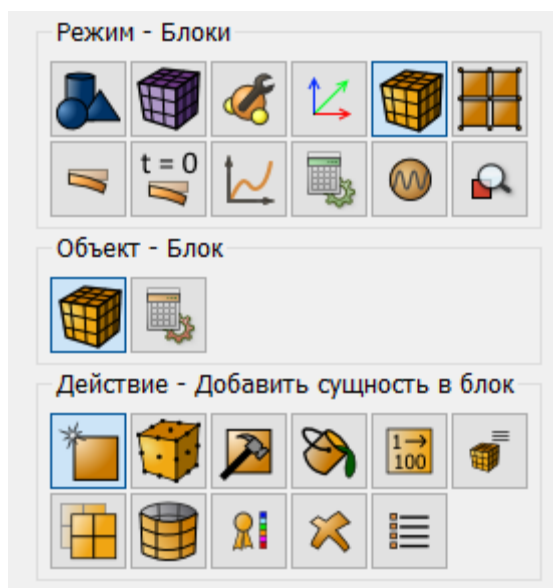 Режим - Блоки
t = 0
Объект - Блок
Действие - Добавить сущность в блок
1→
100